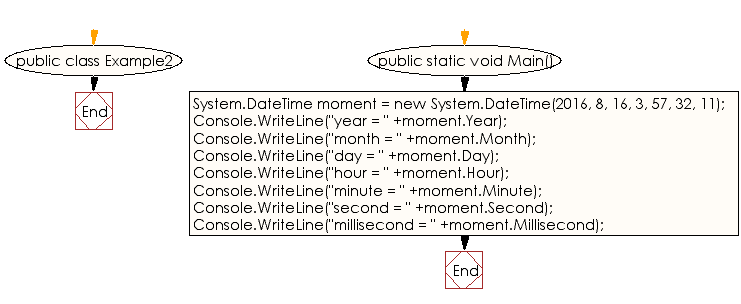 public class Example2
End
public static void Main()
System.DateTime moment = new System.DateTime(2016, 8, 16, 3, 57, 32, 11);
Console.WriteLine("year = " +moment.Year);
Console.WriteLine("month = " +moment.Month);
Console.WriteLine("day = " +moment.Day);
Console.WriteLine("hour = " +moment.Hour);
Console.WriteLine("minute = " +moment.Minute);
Console.WriteLine("second = " +moment.Second);
Console.WriteLine("millisecond = " +moment.Millisecond);
End